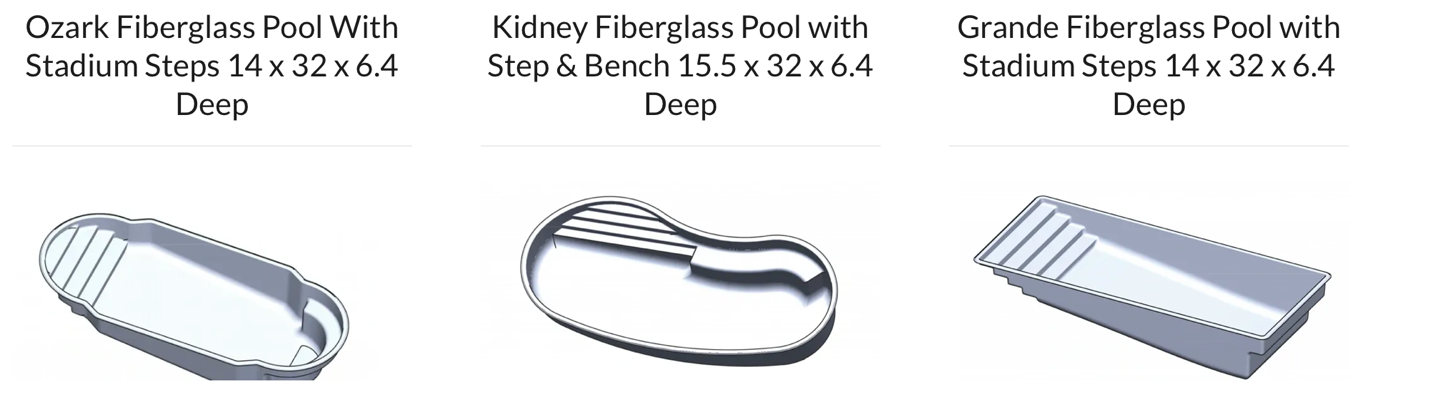 Ozark Fiberglass Pool With
Stadium Steps 14 x 32 x 6.4
Deep
Kidney Fiberglass Pool with
Step & Bench 15.5 x 32 x 6.4
Deep
Grande Fiberglass Pool with
Stadium Steps 14 x 32 x 6.4
Deep